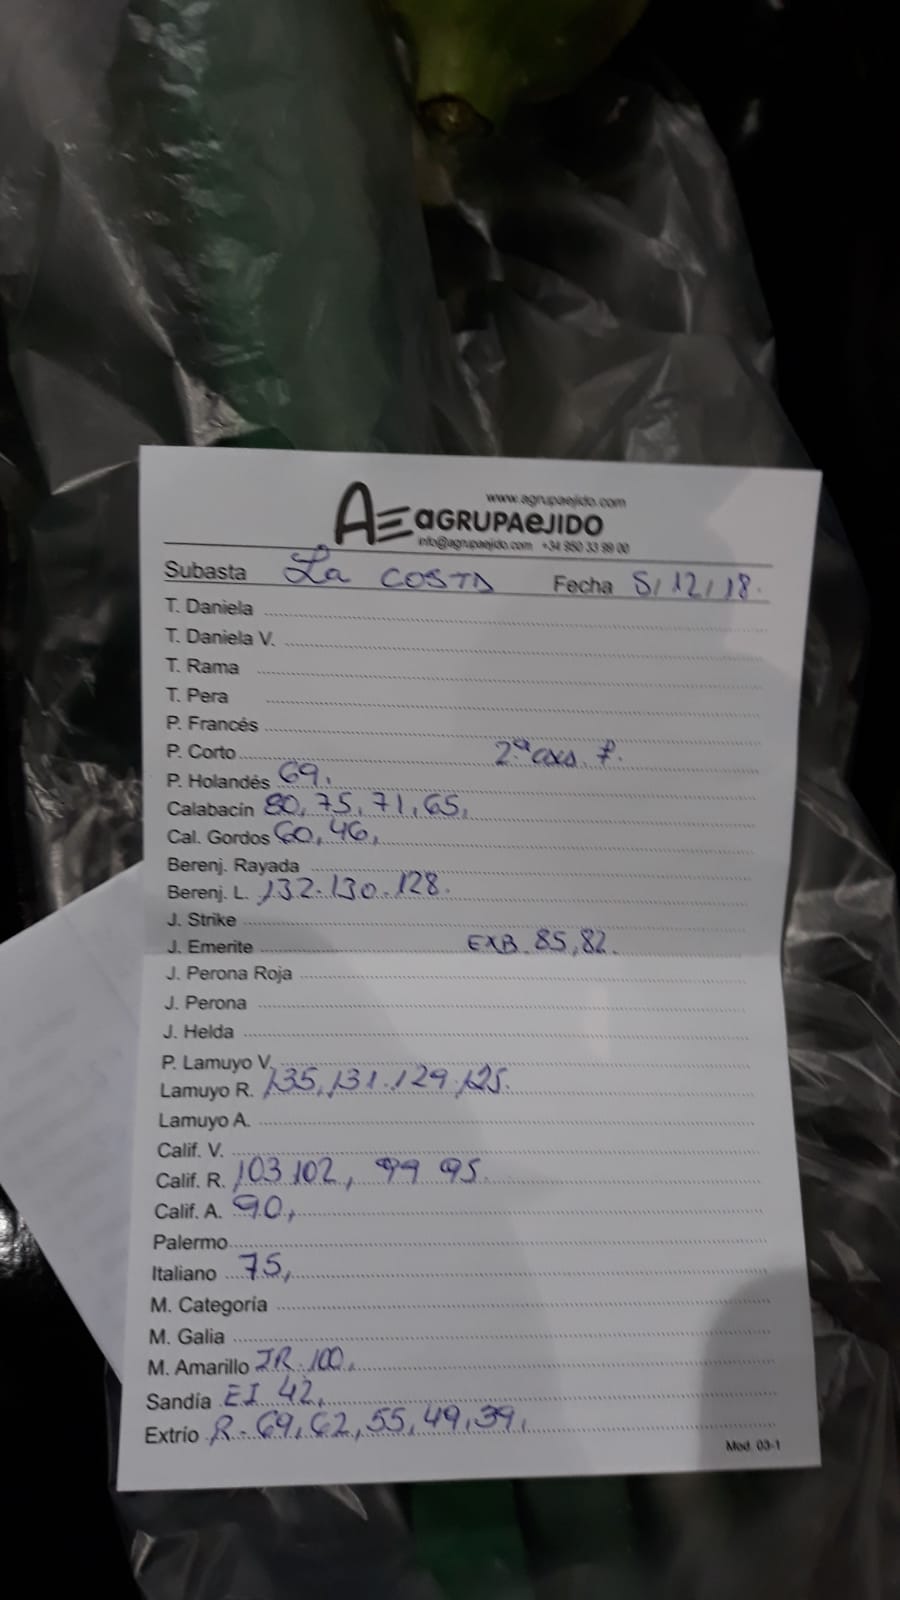 www.agrupaejido.com
AE aGRUPAeJIDO
info@agrupaejido.com +34 950 33 99 00
Subasta La COSTA Fecha 5/12/18.
T. Daniela
T. Daniela V.
T. Rama
T. Pera
P. Francés
P. Corto 2ª
P. Holandés 69,
Calabacín 80, 75, 71, 65,
Cal. Gordos 60, 46,
Berenj. Rayada
Berenj. L. 132.130.128.
J. Strike
J. Emerite EXB. 85, 82.
J. Perona Roja
J. Perona
J. Helda
P. Lamuyo V.
Lamuyo R. 135, 131. 129, 125.
Lamuyo A.
Calif. V.
Calif. R. 103 102, 99 95.
Calif. A. 90,
Palermo
Italiano 75,
M. Categoría
M. Galia
M. Amarillo IR. 100,
Sandía EI 42,
Extrío R - 69, 62, 55, 49, 39,
Mod. 03-1